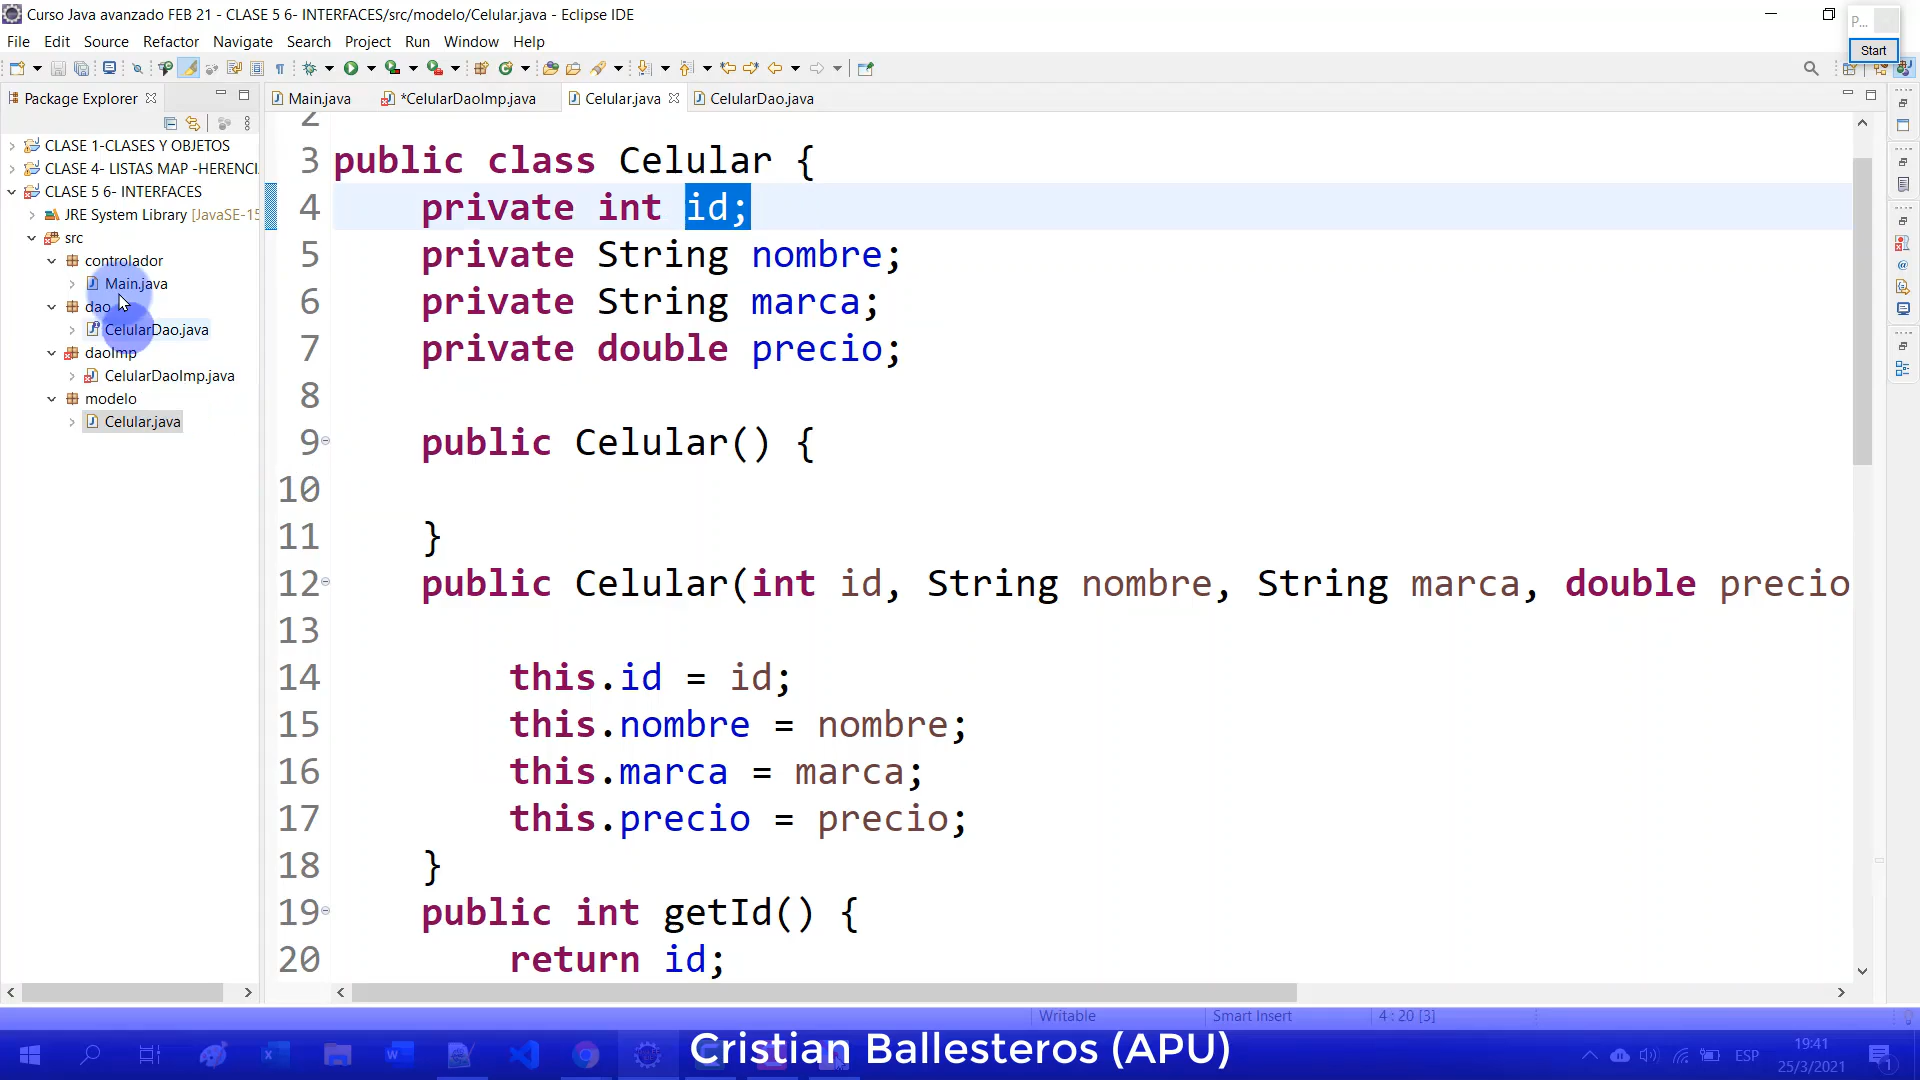 Curso Java avanzado FEB 21 - CLASE 5 6- INTERFACES/src/modelo/Celular.java - Eclipse IDE
P...
Start
File Edit Source Refactor Navigate Search Project Run Window Help
Package Explorer
Main.java
*CelularDaoImp.java
Celular.java
CelularDao.java
CLASE 1-CLASES Y OBJETOS
CLASE 4- LISTAS MAP -HERENCI
CLASE 5 6- INTERFACES
JRE System Library [JavaSE-15
src
controlador
Main.java
dao
CelularDao.java
daoImp
CelularDaoImp.java
modelo
Celular.java
2
3 public class Celular {
4 private int id;
5 private String nombre;
6 private String marca;
7 private double precio;
8
9 public Celular() {
10
11 }
12 public Celular(int id, String nombre, String marca, double precio
13
14 this.id = id;
15 this.nombre = nombre;
16 this.marca = marca;
17 this.precio = precio;
18 }
19 public int getId() {
20 return id;
Writable
Smart Insert
4 : 20 [3]
Cristian Ballesteros (APU)
ESP
19:41
25/3/2021